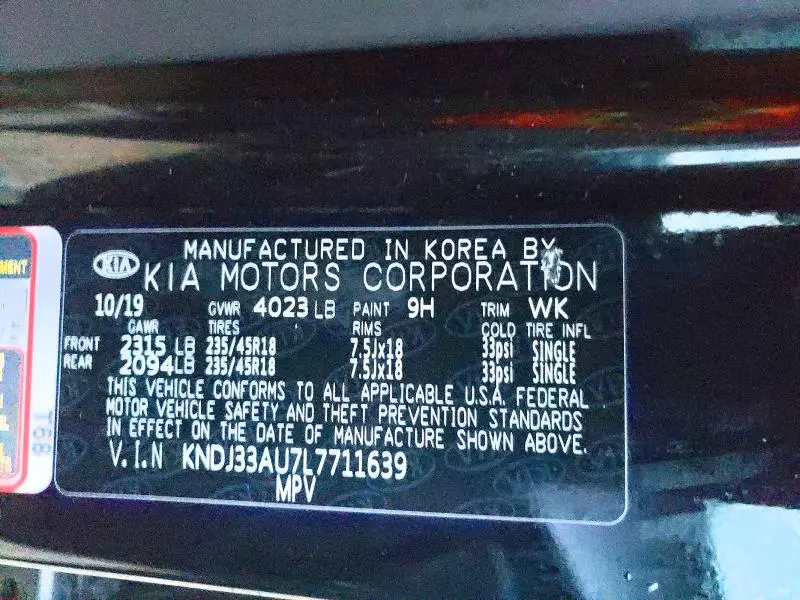 MANUFACTURED IN KOREA BY
KIA
KIA MOTORS CORPORATION
10/19 GVWR 4023 LB PAINT 9H TRIM WK
GAWR TIRES RIMS COLD TIRE INFL
FRONT 2315 LB 235/45R18 7.5Jx18 33psi SINGLE
REAR 2094 LB 235/45R18 7.5Jx18 33psi SINGLE
THIS VEHICLE CONFORMS TO ALL APPLICABLE U.S.A. FEDERAL
MOTOR VEHICLE SAFETY AND THEFT PREVENTION STANDARDS
IN EFFECT ON THE DATE OF MANUFACTURE SHOWN ABOVE.
V.I.N KNDJ33AU7L7711639
MPV